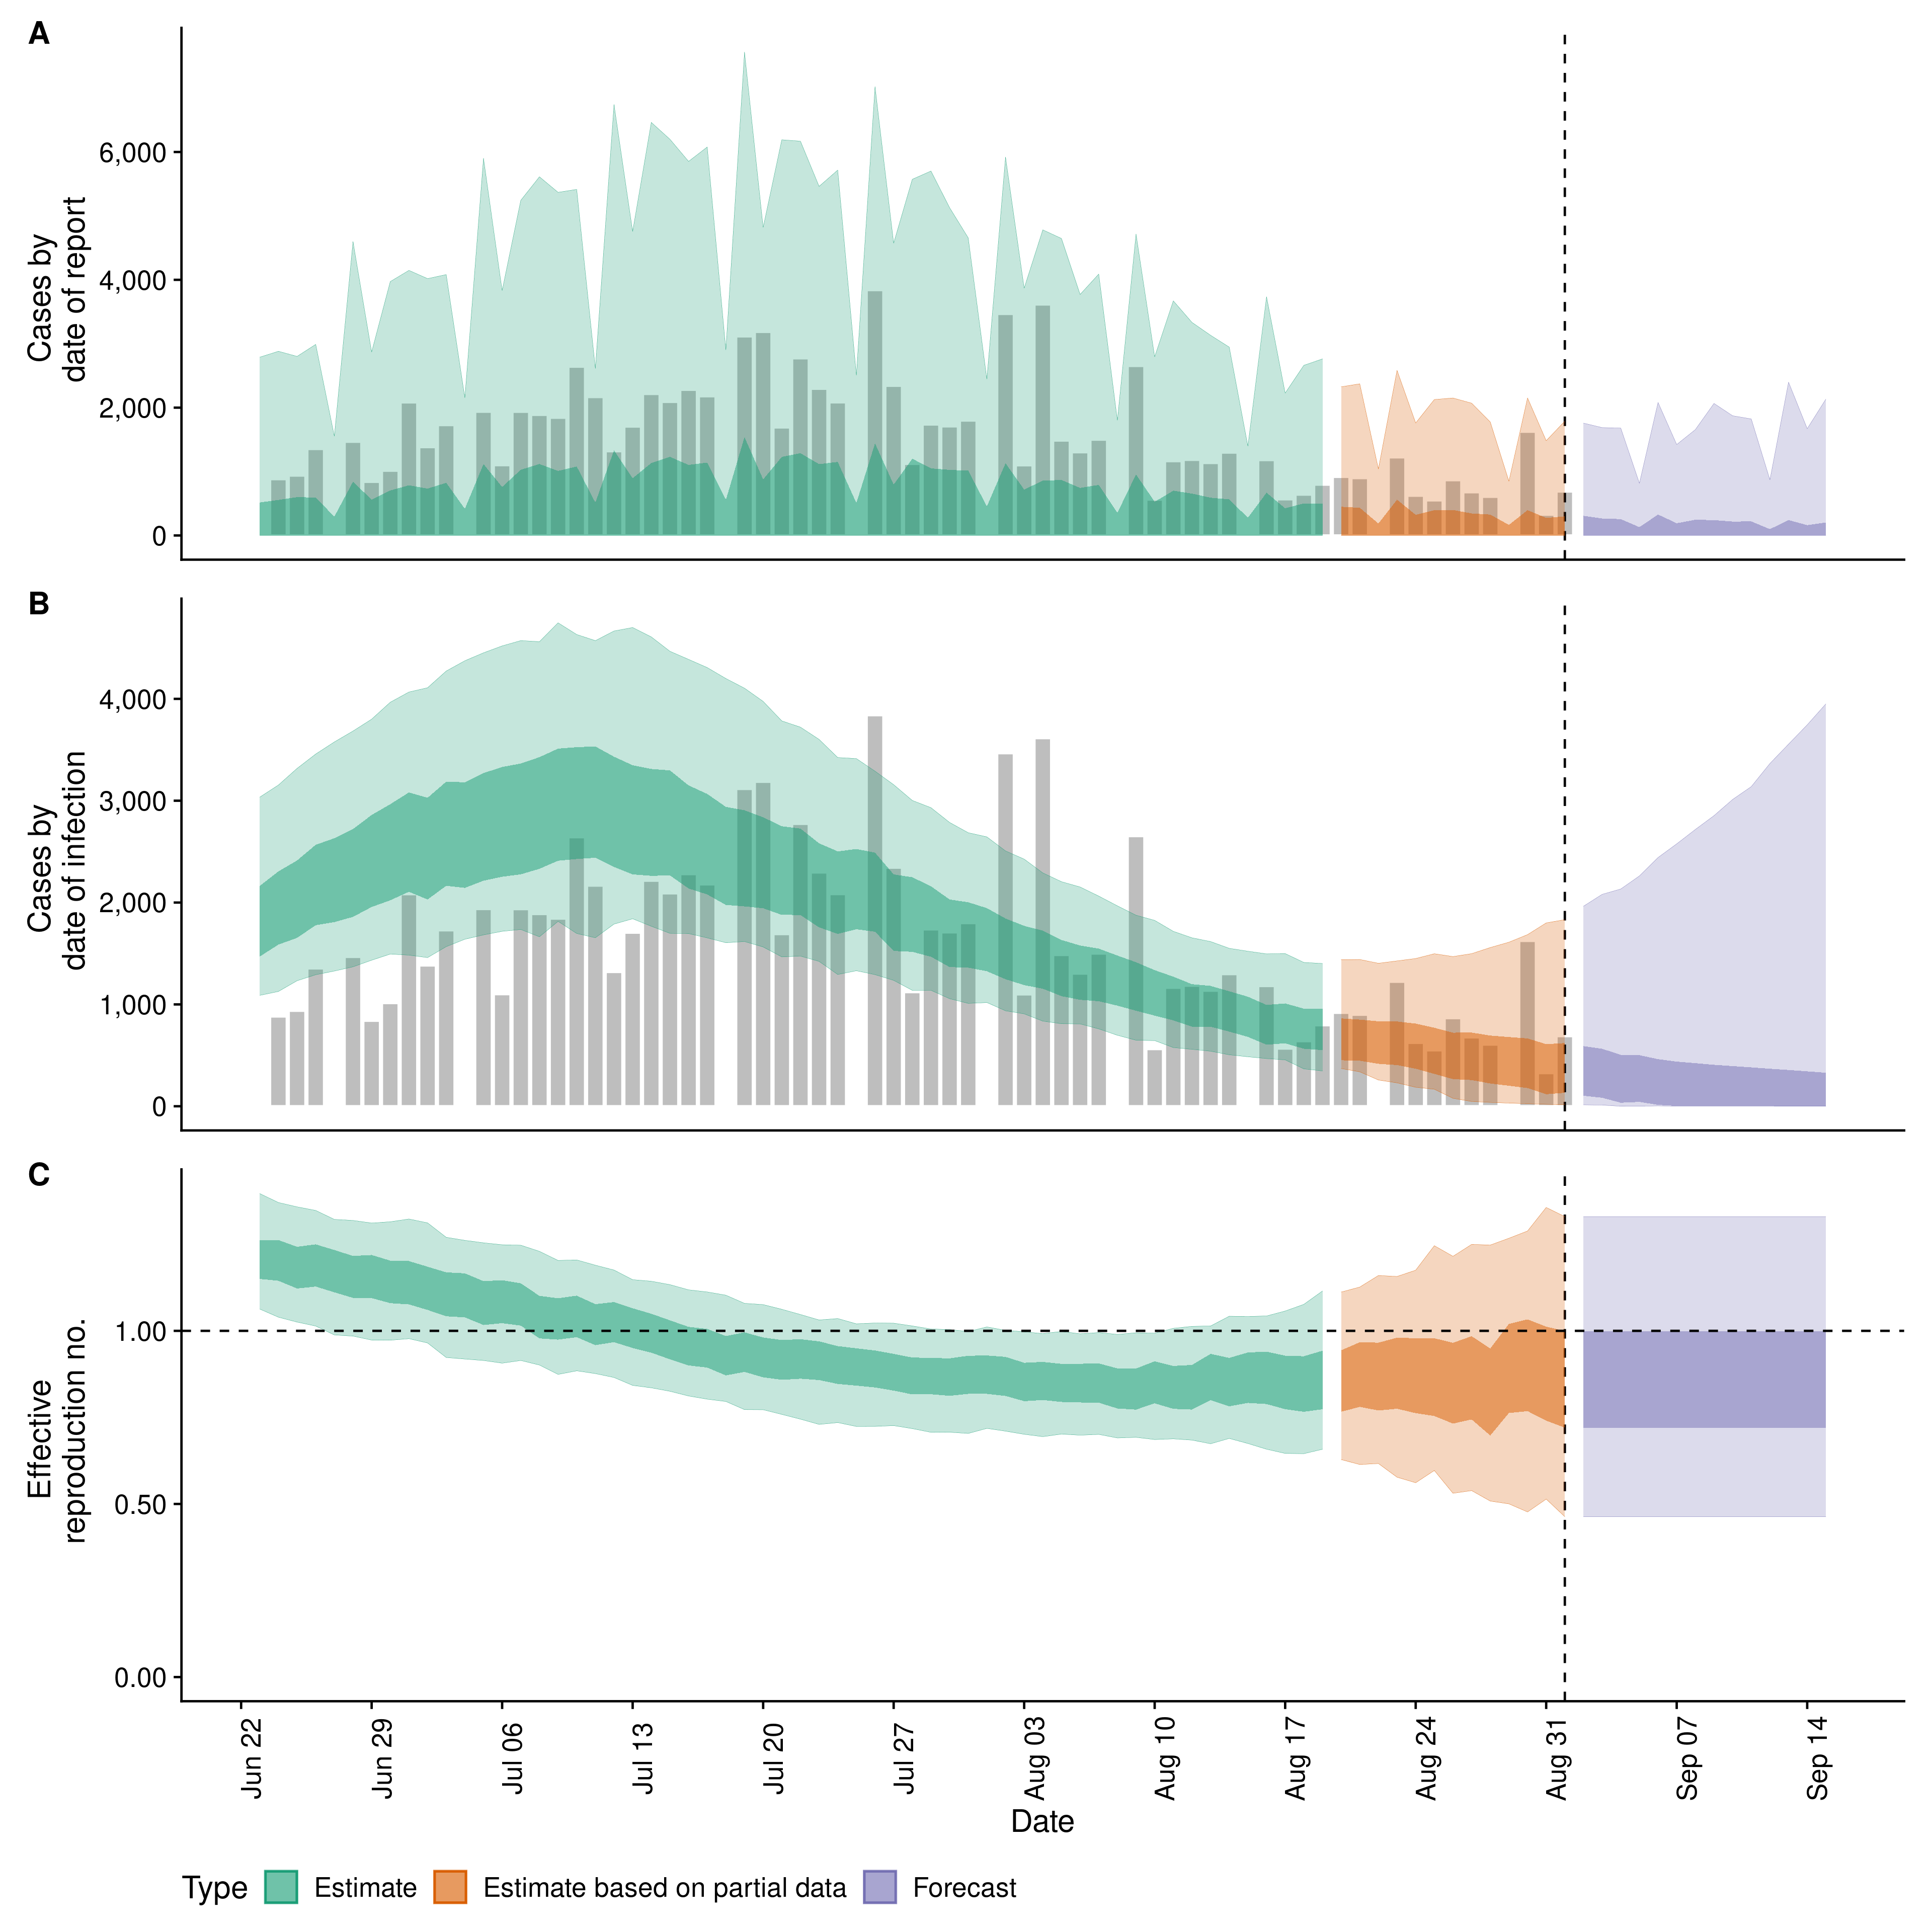 A
Cases by
date of report
6,000
4,000
2,000
0
B
Cases by
date of infection
4,000
3,000
2,000
1,000
0
C
Effective
reproduction no.
1.00
0.50
0.00
Jun 22
Jun 29
Jul 06
Jul 13
Jul 20
Jul 27
Aug 03
Aug 10
Aug 17
Aug 24
Aug 31
Sep 07
Sep 14
Date
Type Estimate Estimate based on partial data Forecast